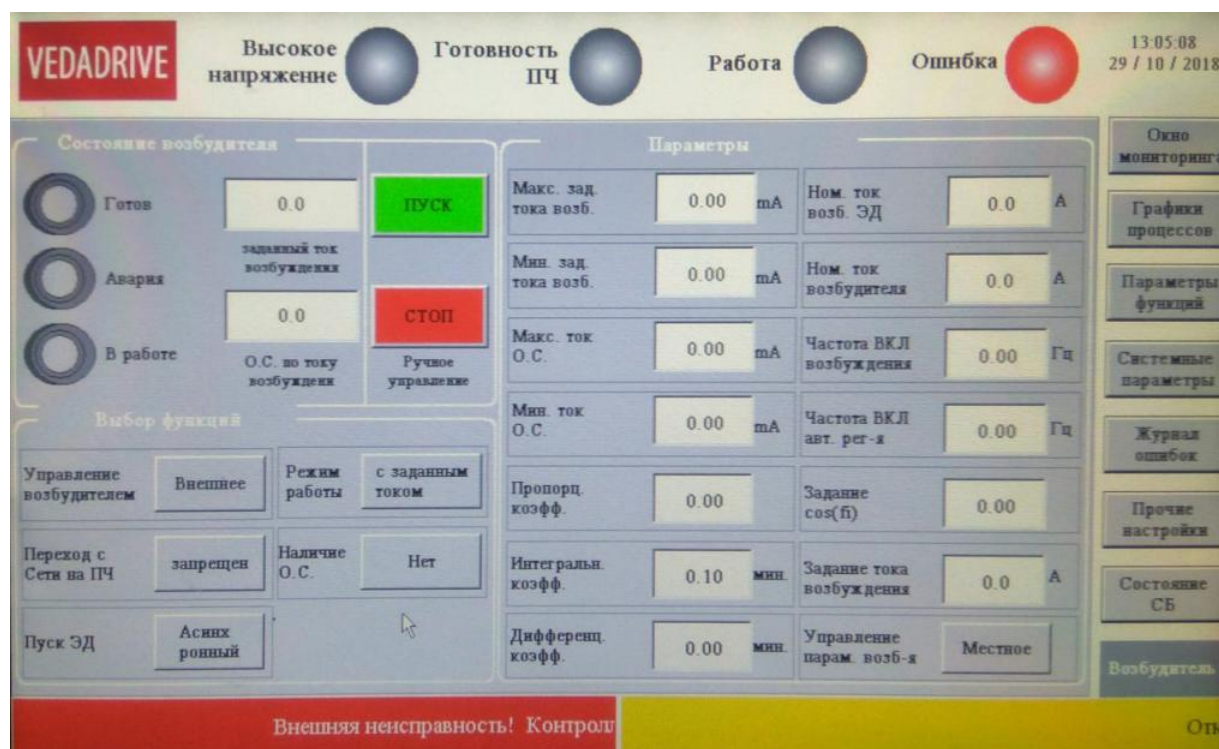 VEDADRIVE
Высокое
напряжение
Готовность
ПЧ
Работа
Ошибка
13:05:08
29 / 10 / 2018
Состояние возбудителя
Готов
0.0
ПУСК
заданный ток
возбуждения
Авария
0.0
СТОП
В работе
О.С. по току
возбуждени
Ручное
управление
Выбор функций
Управление
возбудителем
Внешнее
Режим
работы
с заданным
током
Переход с
Сети на ПЧ
запрещен
Наличие
О.С.
Нет
Пуск ЭД
Асинх
ронный
Параметры
Макс. зад.
тока возб.
0.00 mA
Ном. ток
возб. ЭД
0.0 А
Мин. зад.
тока возб.
0.00 mA
Ном. ток
возбудителя
0.0 А
Макс. ток
О.С.
0.00 mA
Частота ВКЛ
возбуждения
0.00 Гц
Мин. ток
О.С.
0.00 mA
Частота ВКЛ
авт. рег-я
0.00 Гц
Пропорц.
коэфф.
0.00
Задание
cos(fi)
0.00
Интегральн.
коэфф.
0.10 мин.
Задание тока
возбуждения
0.0 А
Дифференц.
коэфф.
0.00 мин.
Управление
парам. возб-я
Местное
Окно
мониторинга
Графики
процессов
Параметры
функций
Системные
параметры
Журнал
ошибок
Прочие
настройки
Состояние
СБ
Возбудитель
Внешняя неисправность! Контрол